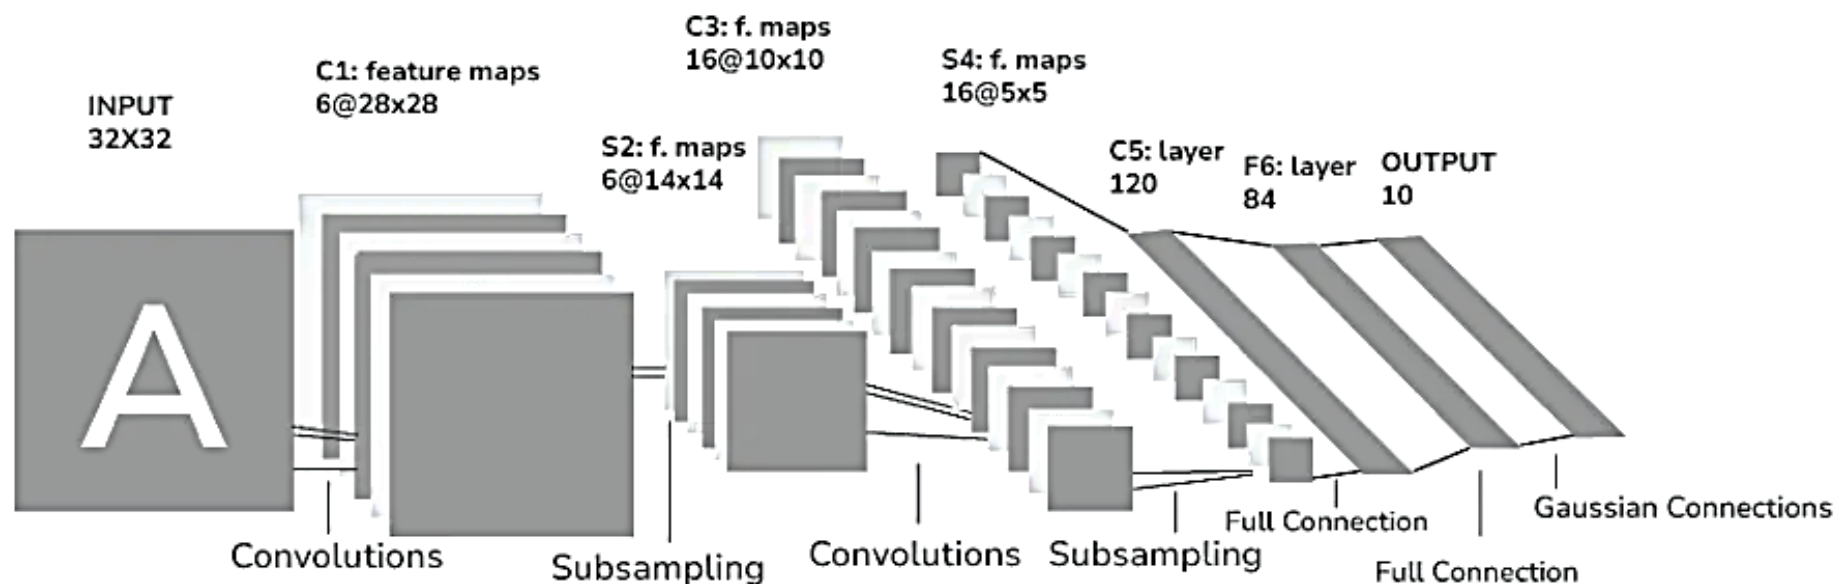 INPUT
32X32
C1: feature maps
6@28x28
S2: f. maps
6@14x14
C3: f. maps
16@10x10
S4: f. maps
16@5x5
C5: layer
120
F6: layer
84
OUTPUT
10
A
Convolutions
Subsampling
Convolutions
Subsampling
Full Connection
Full Connection
Gaussian Connections